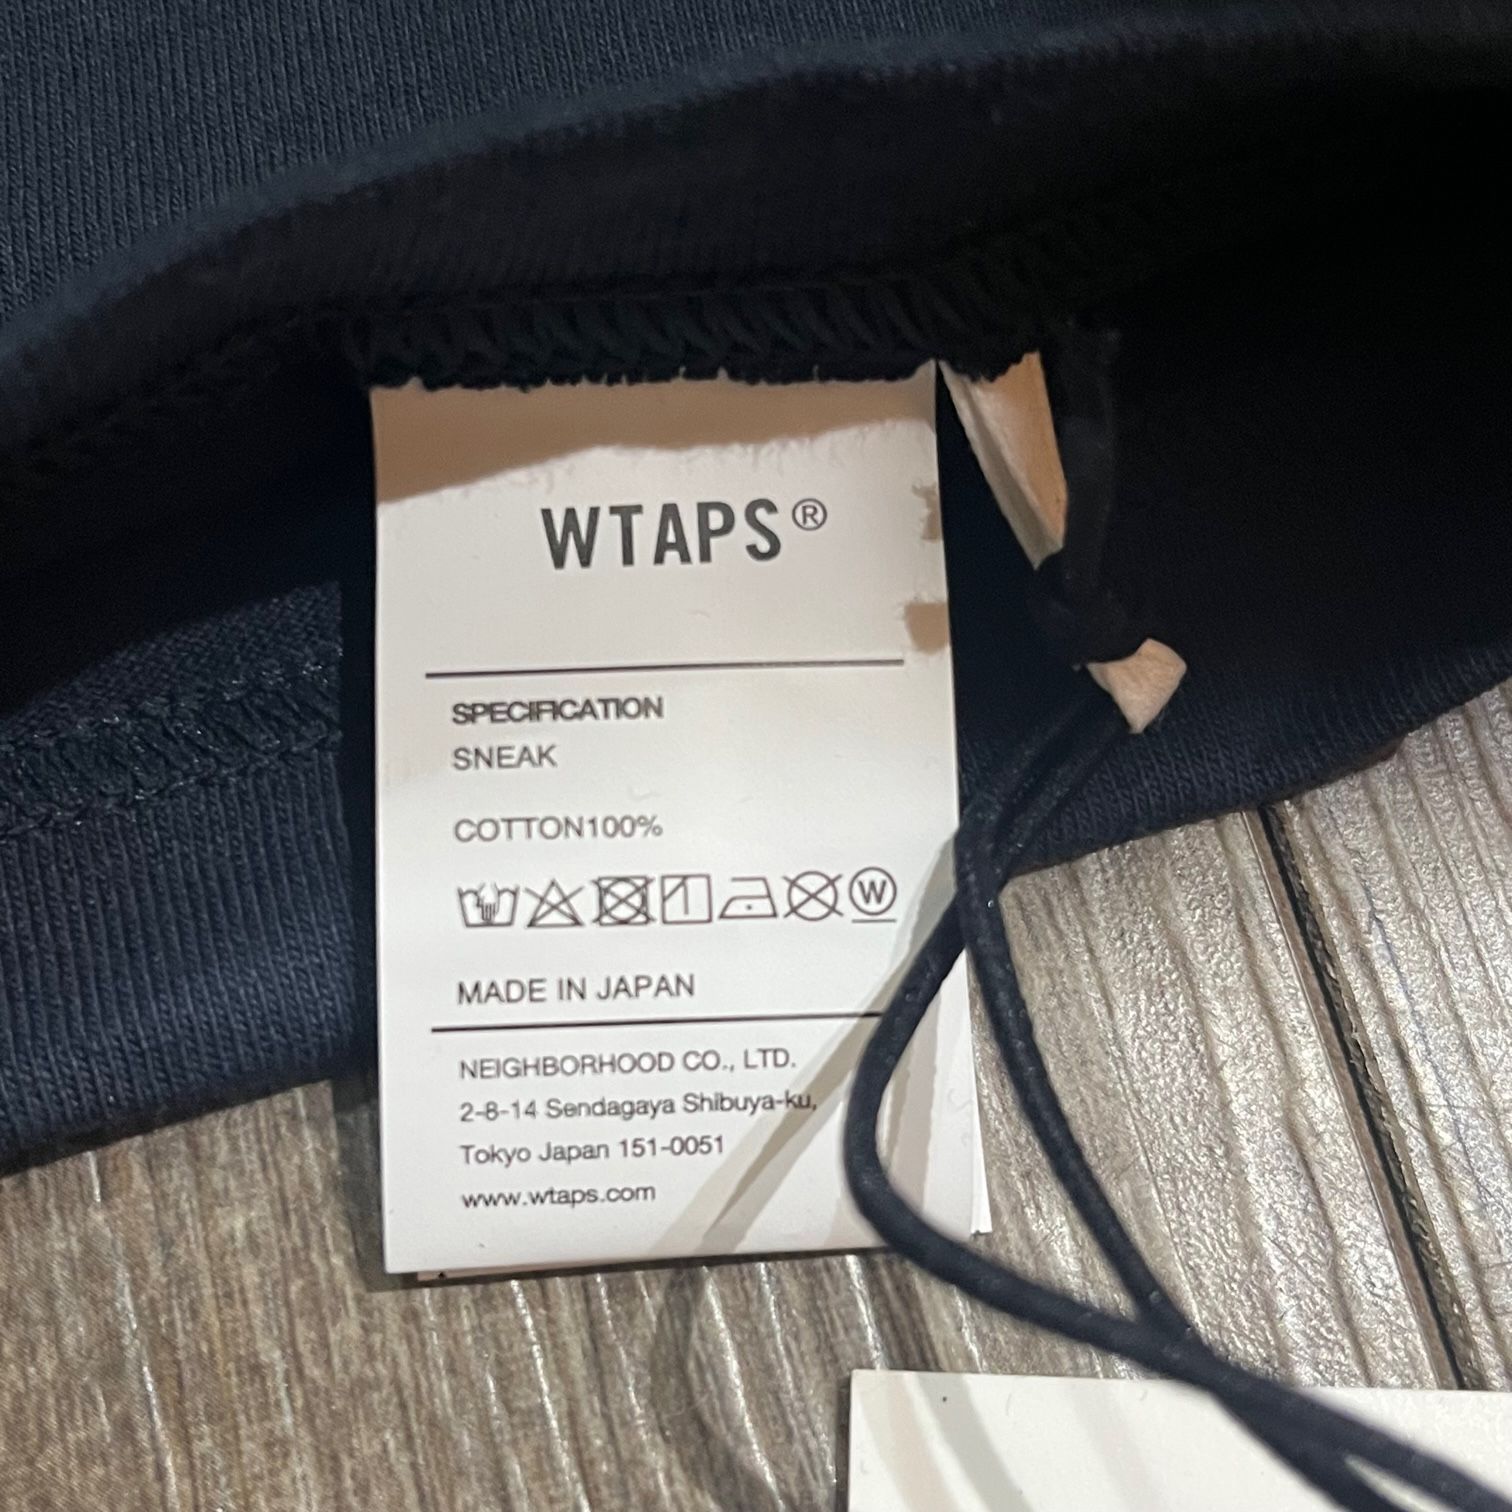 WTAPS®
SPECIFICATION
SNEAK
COTTON100%
W
MADE IN JAPAN
NEIGHBORHOOD CO., LTD.
2-8-14 Sendagaya Shibuya-ku,
Tokyo Japan 151-0051
www.wtaps.com